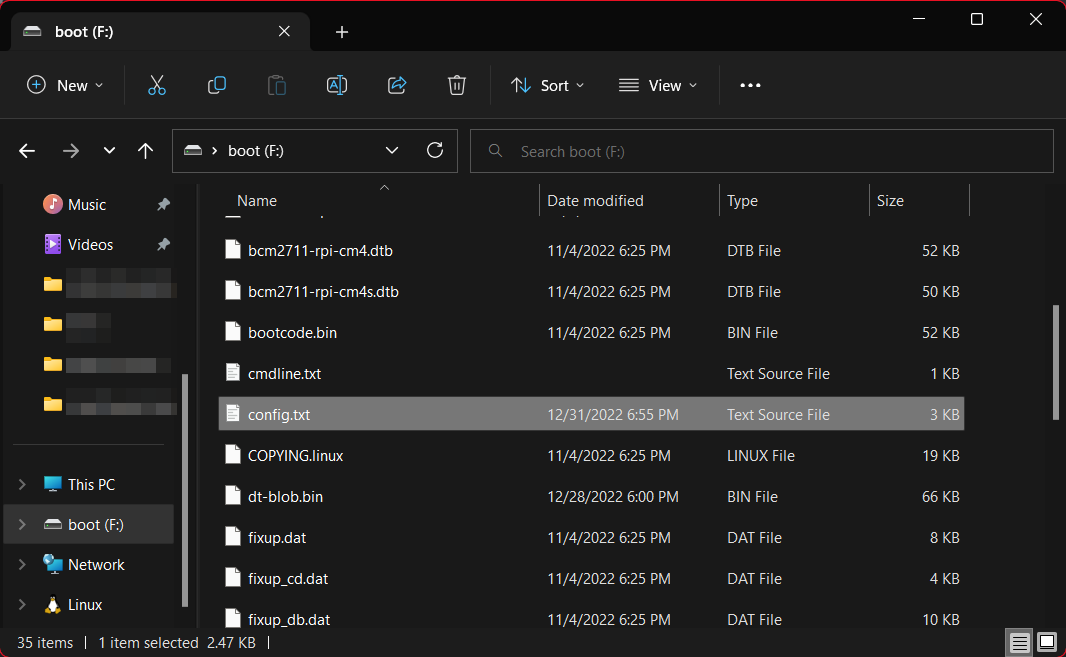 boot (F:)
New
Sort
View
boot (F:)
Search boot (F:)
Music
Videos
This PC
boot (F:)
Network
Linux
Name Date modified Type Size
bcm2711-rpi-cm4.dtb 11/4/2022 6:25 PM DTB File 52 KB
bcm2711-rpi-cm4s.dtb 11/4/2022 6:25 PM DTB File 50 KB
bootcode.bin 11/4/2022 6:25 PM BIN File 52 KB
cmdline.txt Text Source File 1 KB
config.txt 12/31/2022 6:55 PM Text Source File 3 KB
COPYING.linux 11/4/2022 6:25 PM LINUX File 19 KB
dt-blob.bin 12/28/2022 6:00 PM BIN File 66 KB
fixup.dat 11/4/2022 6:25 PM DAT File 8 KB
fixup_cd.dat 11/4/2022 6:25 PM DAT File 4 KB
fixup_db.dat 11/4/2022 6:25 PM DAT File 10 KB
35 items 1 item selected 2.47 KB